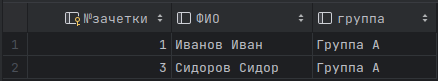 №зачетки ФИО группа
1 1 Иванов Иван Группа А
2 3 Сидоров Сидор Группа А